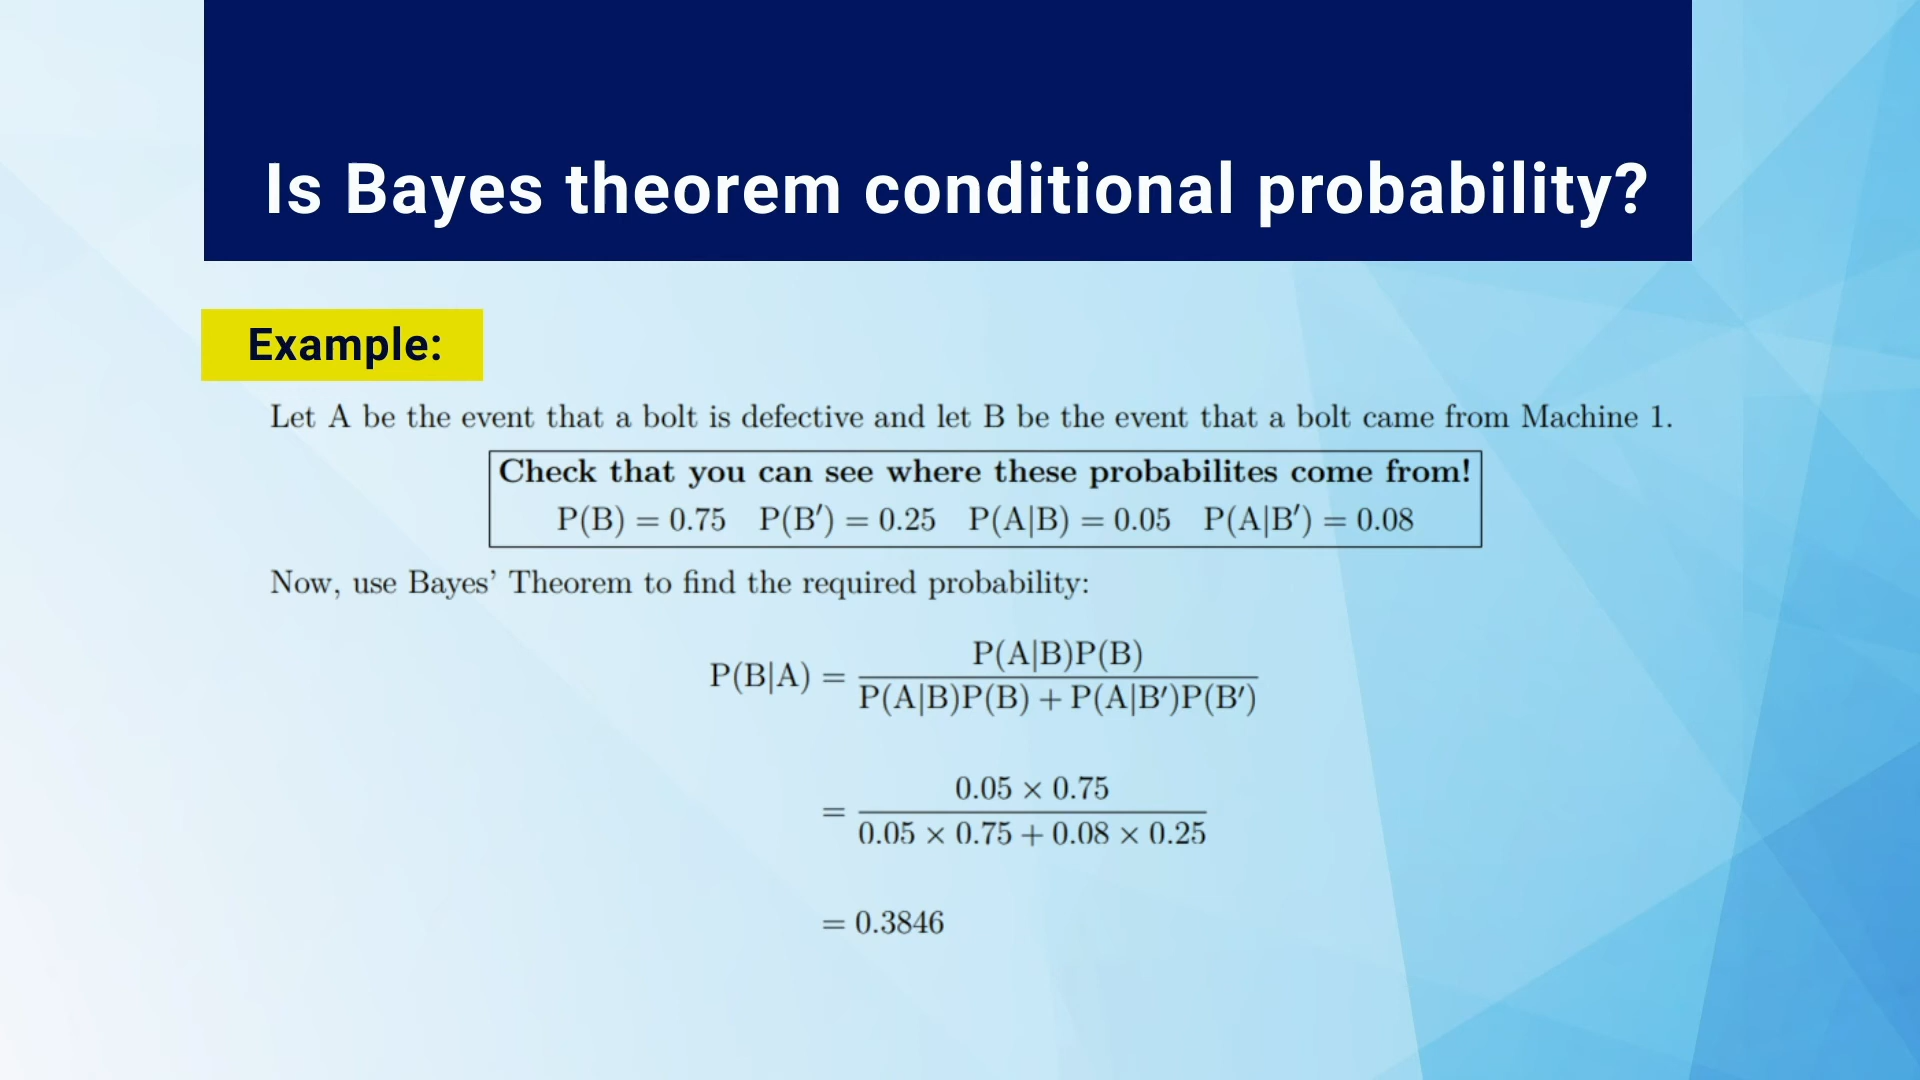 Is Bayes theorem conditional probability?
Example:
Let A be the event that a bolt is defective and let B be the event that a bolt came from Machine 1.
Check that you can see where these probabilites come from!
P(B) = 0.75 P(B′) = 0.25 P(A|B) = 0.05 P(A|B′) = 0.08
Now, use Bayes’ Theorem to find the required probability:
P(B|A) = P(A|B)P(B)
P(A|B)P(B) + P(A|B′)P(B′)
= 0.05 × 0.75
0.05 × 0.75 + 0.08 × 0.25
= 0.3846